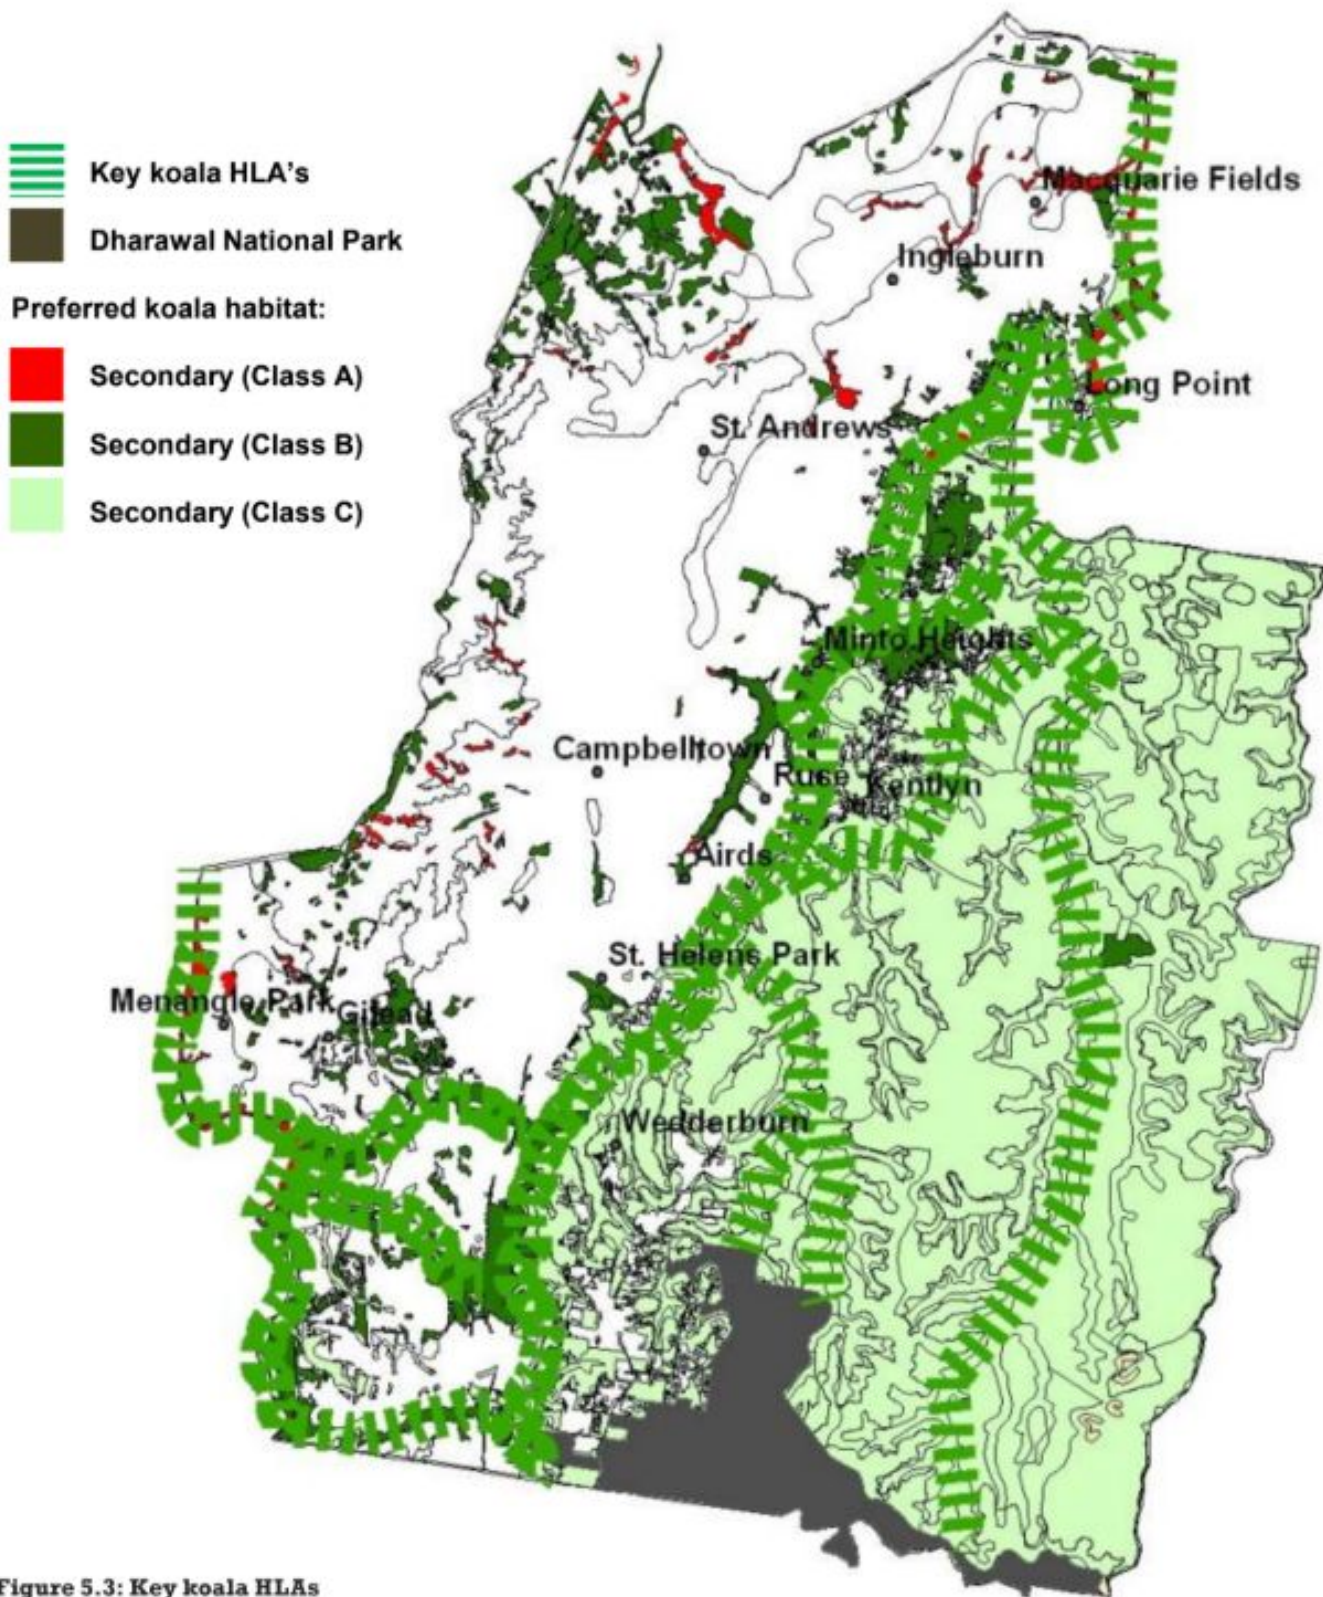 Key koala HLA's
Dharawal National Park
Preferred koala habitat:
Secondary (Class A)
Secondary (Class B)
Secondary (Class C)
Macquarie Fields
Ingleburn
Long Point
St. Andrews
Minto Heights
Campbelltown
Ruse
Kentlyn
Airds
St. Helens Park
Menangle Park
Gilead
Wedderburn
Figure 5.3: Key koala HLAs